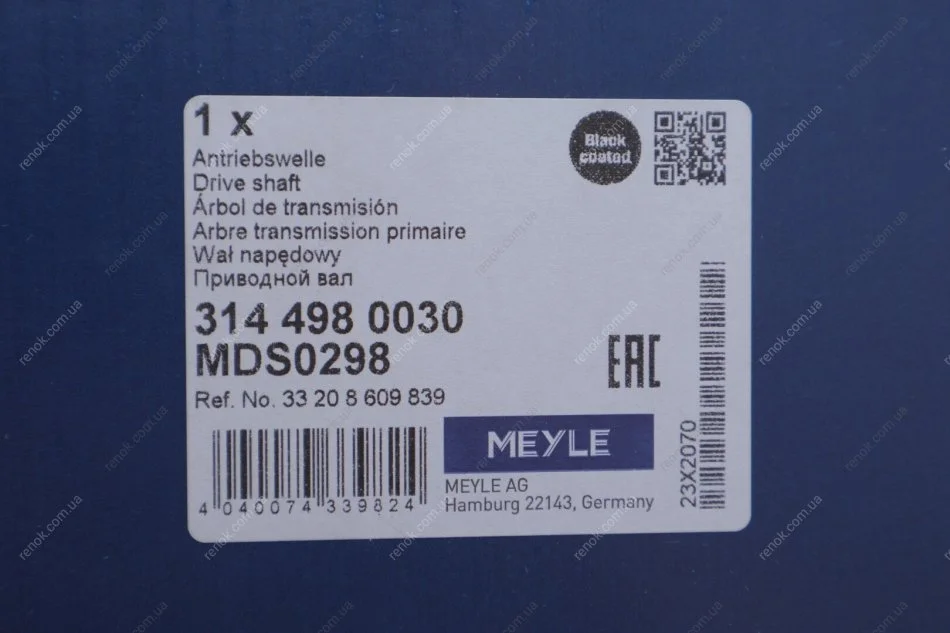 1 x
Black
coated
Antriebswelle
Drive shaft
Árbol de transmisión
Arbre transmission primaire
Wał napędowy
Приводной вал
314 498 0030
MDS0298
Ref. No. 33 20 8 609 839
EAC
4 040074 339824
MEYLE
MEYLE AG
Hamburg 22143, Germany
23X2070
renok.com.ua